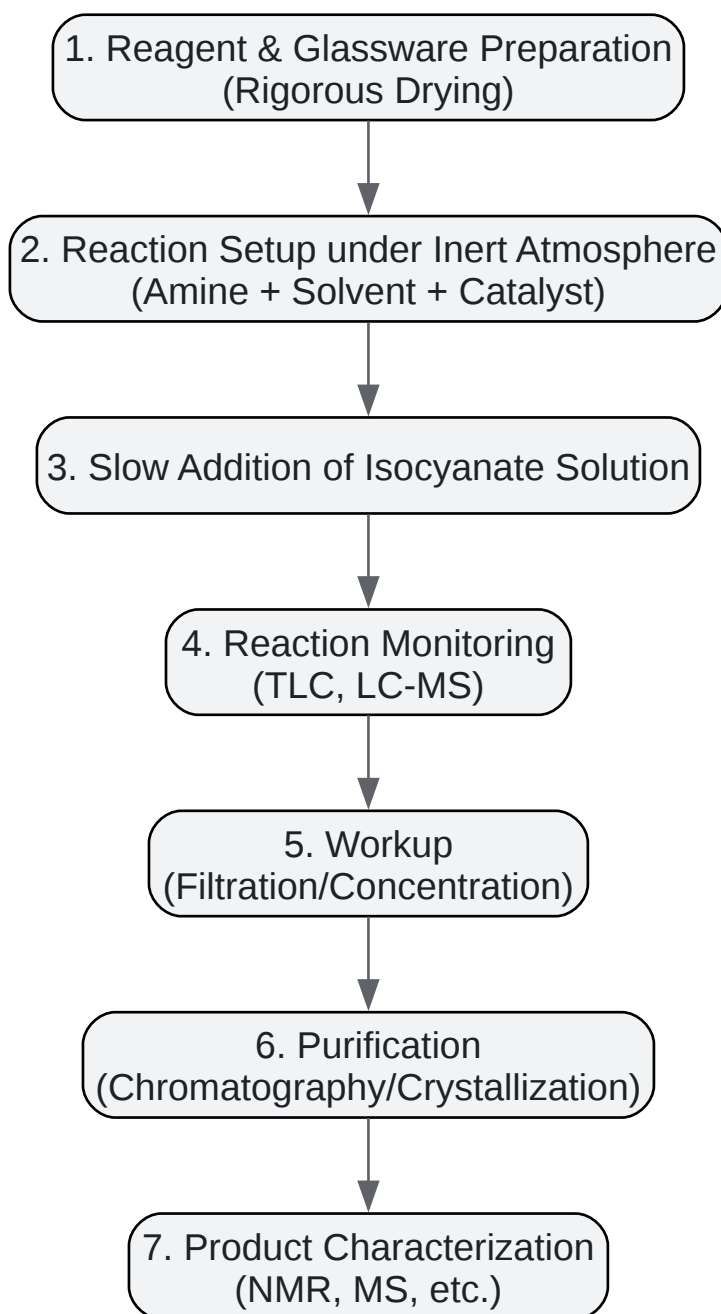 1. Reagent & Glassware Preparation
(Rigorous Drying)
2. Reaction Setup under Inert Atmosphere
(Amine + Solvent + Catalyst)
3. Slow Addition of Isocyanate Solution
4. Reaction Monitoring
(TLC, LC-MS)
5. Workup
(Filtration/Concentration)
6. Purification
(Chromatography/Crystallization)
7. Product Characterization
(NMR, MS, etc.)